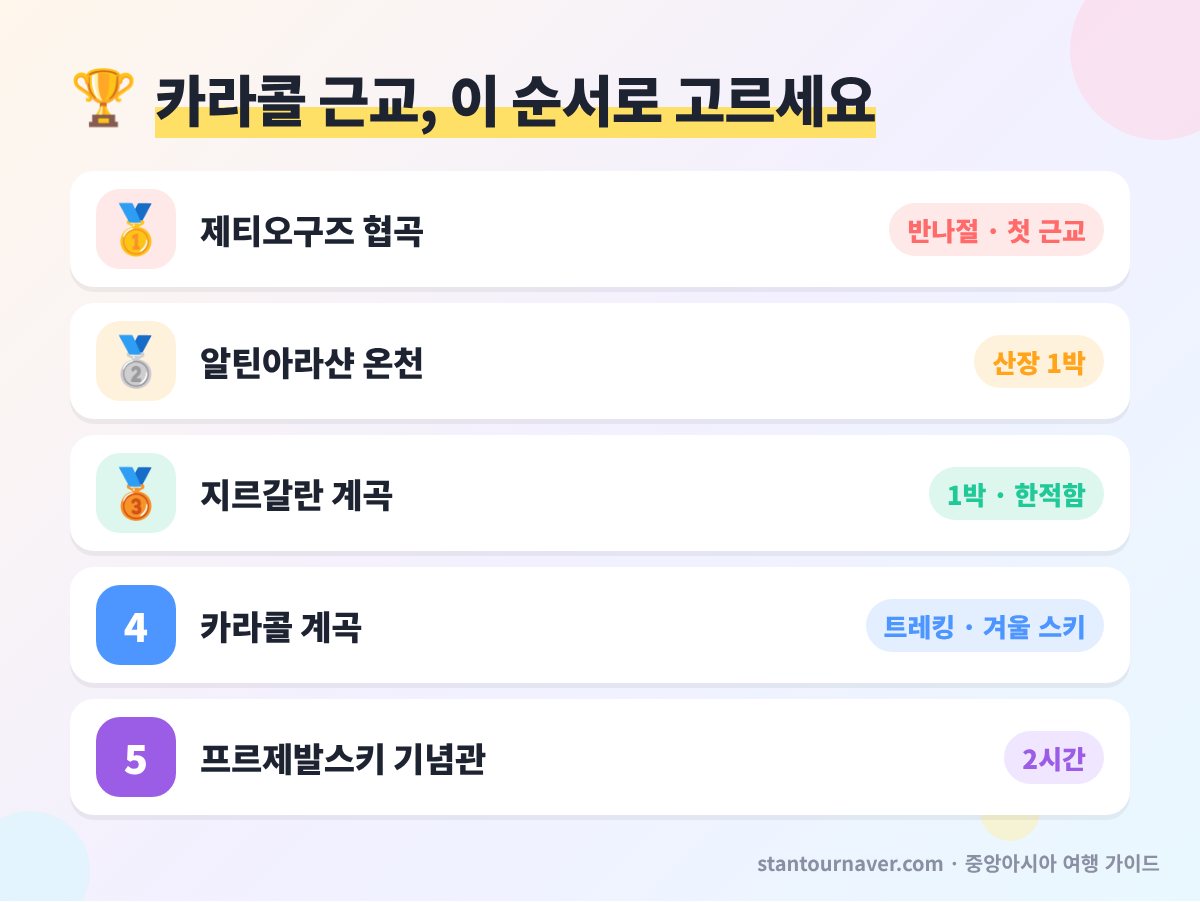 카라콜 근교, 이 순서로 고르세요
1
제티오구즈 협곡
반나절 · 첫 근교
2
알틴아라샨 온천
산장 1박
3
지르갈란 계곡
1박 · 한적함
4
카라콜 계곡
트레킹 · 겨울 스키
5
프르제발스키 기념관
2시간
stantournaver.com · 중앙아시아 여행 가이드